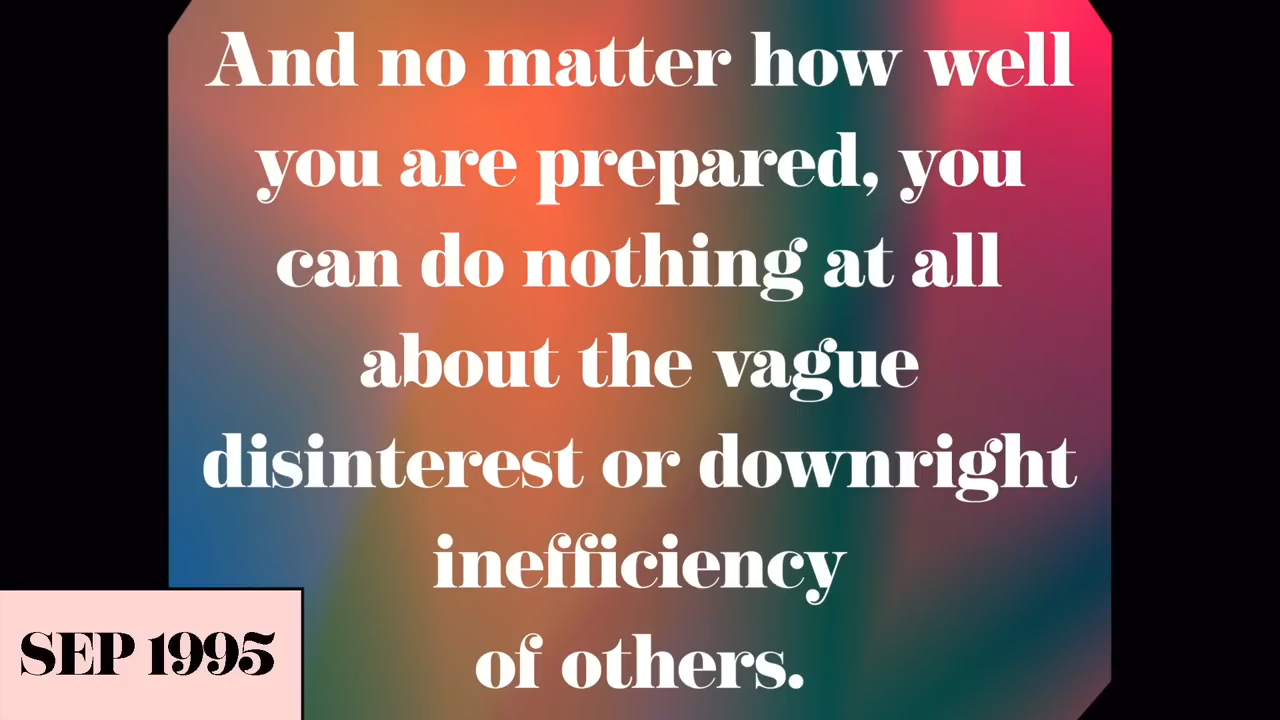 And no matter how well
you are prepared, you
can do nothing at all
about the vague
disinterest or downright
inefficiency
of others.
SEP 1995